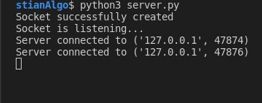 stianAlgo$ python3 server.py
Socket successfully created
Socket is listening...
Server connected to ('127.0.0.1', 47874)
Server connected to ('127.0.0.1', 47876)